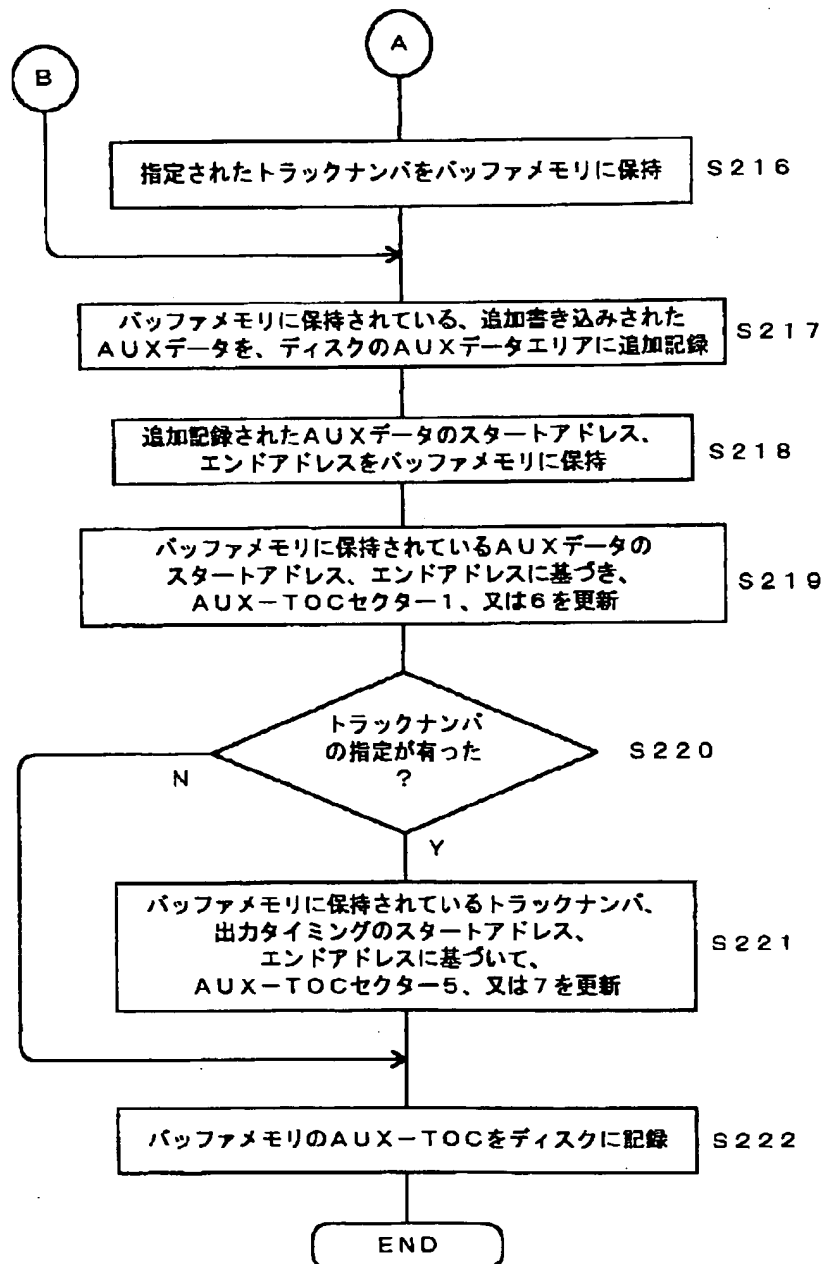 A
B
指定されたトラックナンバをバッファメモリに保持
S216
バッファメモリに保持されている、追加書き込みされた
AUXデータを、ディスクのAUXデータエリアに追加記録
S217
追加記録されたAUXデータのスタートアドレス、
エンドアドレスをバッファメモリに保持
S218
バッファメモリに保持されているAUXデータの
スタートアドレス、エンドアドレスに基づき、
AUX-TOCセクター1、又は6を更新
S219
トラックナンバ
の指定が有った
?
S220
N
Y
バッファメモリに保持されているトラックナンバ、
出力タイミングのスタートアドレス、
エンドアドレスに基づいて、
AUX-TOCセクター5、又は7を更新
S221
バッファメモリのAUX-TOCをディスクに記録
S222
END